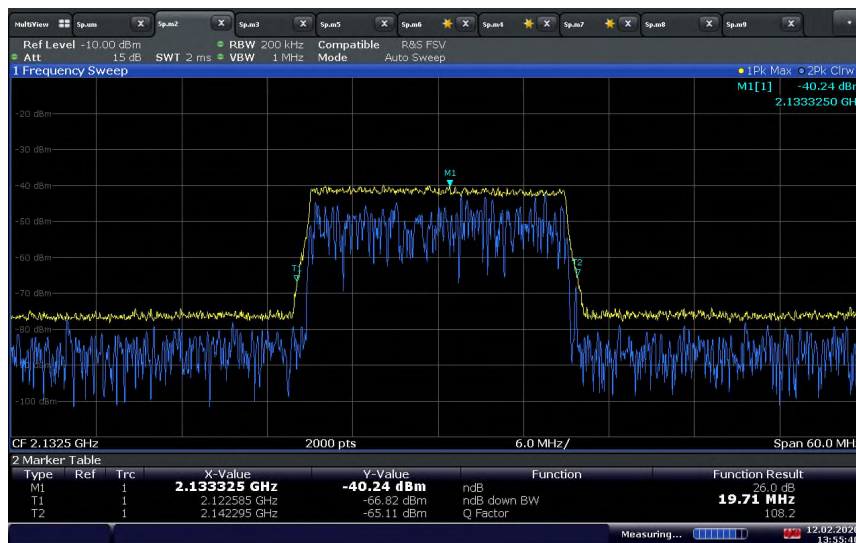 MultiView Sp.um X Sp.m2 X Sp.m3 X Sp.m5 X Sp.m6 X Sp.m4 X Sp.m7 X Sp.m8 X Sp.m9 X
Ref Level -10.00 dBm RBW 200 kHz Compatible R&S FSV
Att 15 dB SWT 2 ms VBW 1 MHz Mode Auto Sweep
1 Frequency Sweep 1Pk Max 2Pk Clrw
M1[1] -40.24 dBm
2.1333250 GHz
-20 dBm
-30 dBm
-40 dBm
M1
-50 dBm
-60 dBm
T1 T2
-70 dBm
-80 dBm
-90 dBm
-100 dBm
CF 2.1325 GHz 2000 pts 6.0 MHz/ Span 60.0 MHz
2 Marker Table
Type Ref Trc X-Value Y-Value Function Function Result
M1 1 2.133325 GHz -40.24 dBm ndB 26.0 dB
T1 1 2.122585 GHz -66.82 dBm ndB down BW 19.71 MHz
T2 1 2.142295 GHz -65.11 dBm Q Factor 108.2
Measuring... 12.02.2020
13:55:48